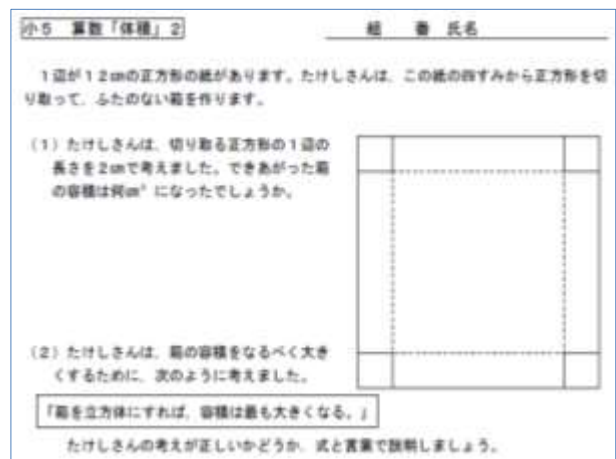 小5 算数「体積」2
組 番 氏名
1辺が12cmの正方形の紙があります。たけしさんは、この紙の四すみから正方形を切
り取って、ふたのない箱を作ります。
(1)たけしさんは、切り取る正方形の1辺の
長さを2cmで考えました。できあがった箱
の容積は何cm³になったでしょうか。
(2)たけしさんは、箱の容積をなるべく大き
くするために、次のように考えました。
「箱を立方体にすれば、容積は最も大きくなる。」
たけしさんの考えが正しいかどうか、式と言葉で説明しましょう。